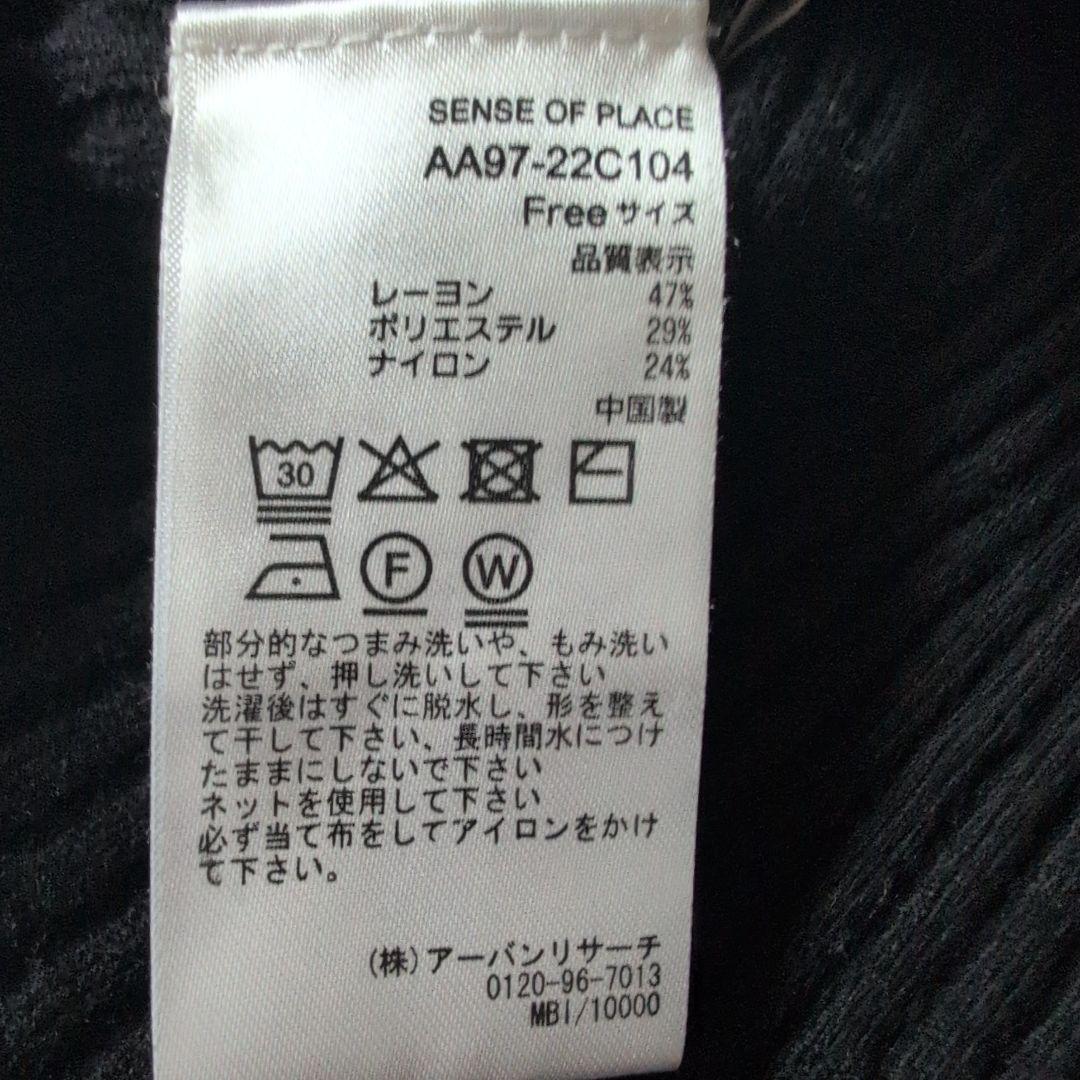 SENSE OF PLACE
AA97-22C104
Freeサイズ
品質表示
レーヨン 47%
ポリエステル 29%
ナイロン 24%
中国製
30
F W
部分的なつまみ洗いや、もみ洗い
はせず、押し洗いして下さい
洗濯後はすぐに脱水し、形を整え
て干して下さい、長時間水につけ
たままにしないで下さい
ネットを使用して下さい
必ず当て布をしてアイロンをかけ
て下さい。
(株)アーバンリサーチ
0120-96-7013
MBI/10000